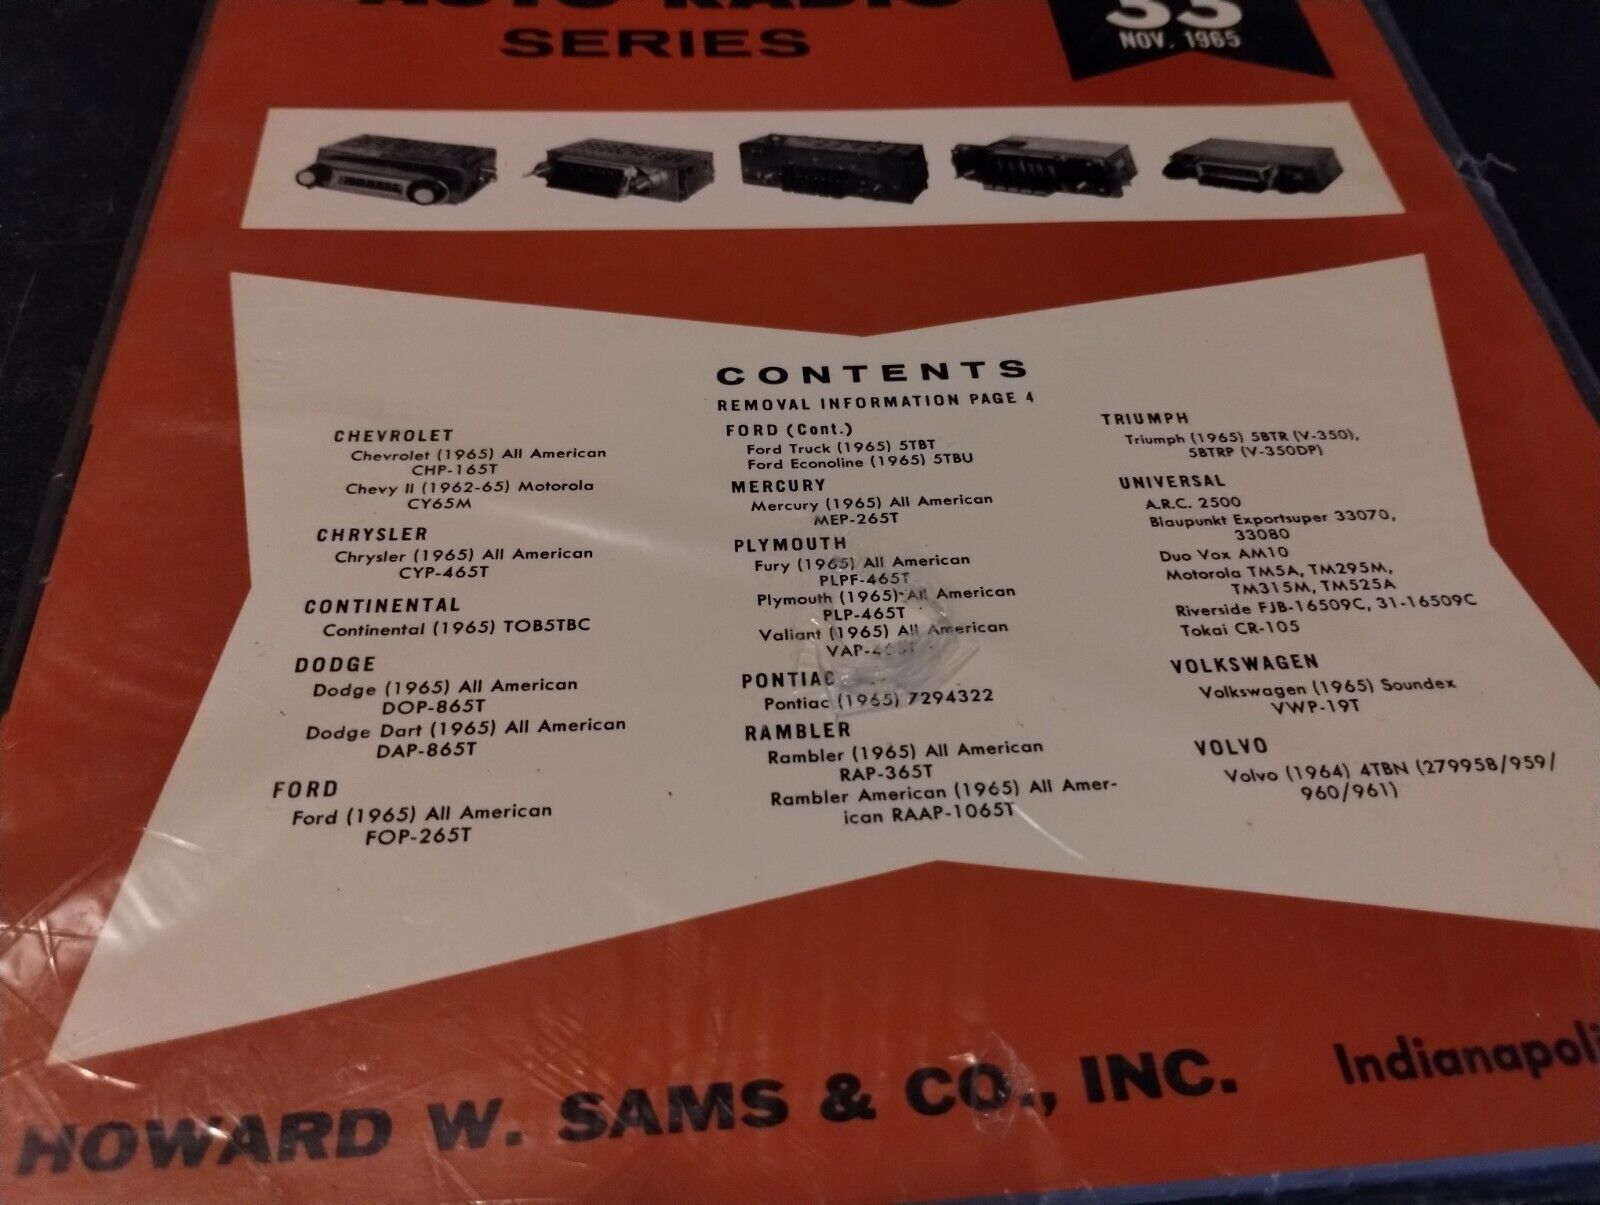 AUTO RADIO
SERIES
33
NOV. 1965
CONTENTS
REMOVAL INFORMATION PAGE 4
CHEVROLET
Chevrolet (1965) All American
CHP-165T
Chevy II (1962-65) Motorola
CY65M
CHRYSLER
Chrysler (1965) All American
CYP-465T
CONTINENTAL
Continental (1965) TOB5TBC
DODGE
Dodge (1965) All American
DOP-865T
Dodge Dart (1965) All American
DAP-865T
FORD
Ford (1965) All American
FOP-265T
FORD (Cont.)
Ford Truck (1965) 5TBT
Ford Econoline (1965) 5TBU
MERCURY
Mercury (1965) All American
MEP-265T
PLYMOUTH
Fury (1965) All American
PLPF-465T
Plymouth (1965) All American
PLP-465T
Valiant (1965) All American
VAP-465T
PONTIAC
Pontiac (1965) 7294322
RAMBLER
Rambler (1965) All American
RAP-365T
Rambler American (1965) All Amer-
ican RAAP-1065T
TRIUMPH
Triumph (1965) 5BTR (V-350),
5BTRP (V-350DP)
UNIVERSAL
A.R.C. 2500
Blaupunkt Exportsuper 33070,
33080
Duo Vox AM10
Motorola TM5A, TM295M,
TM315M, TM525A
Riverside FJB-16509C, 31-16509C
Tokai CR-105
VOLKSWAGEN
Volkswagen (1965) Soundex
VWP-19T
VOLVO
Volvo (1964) 4TBN (279958/959/
960/961)
HOWARD W. SAMS & CO., INC. Indianapoli